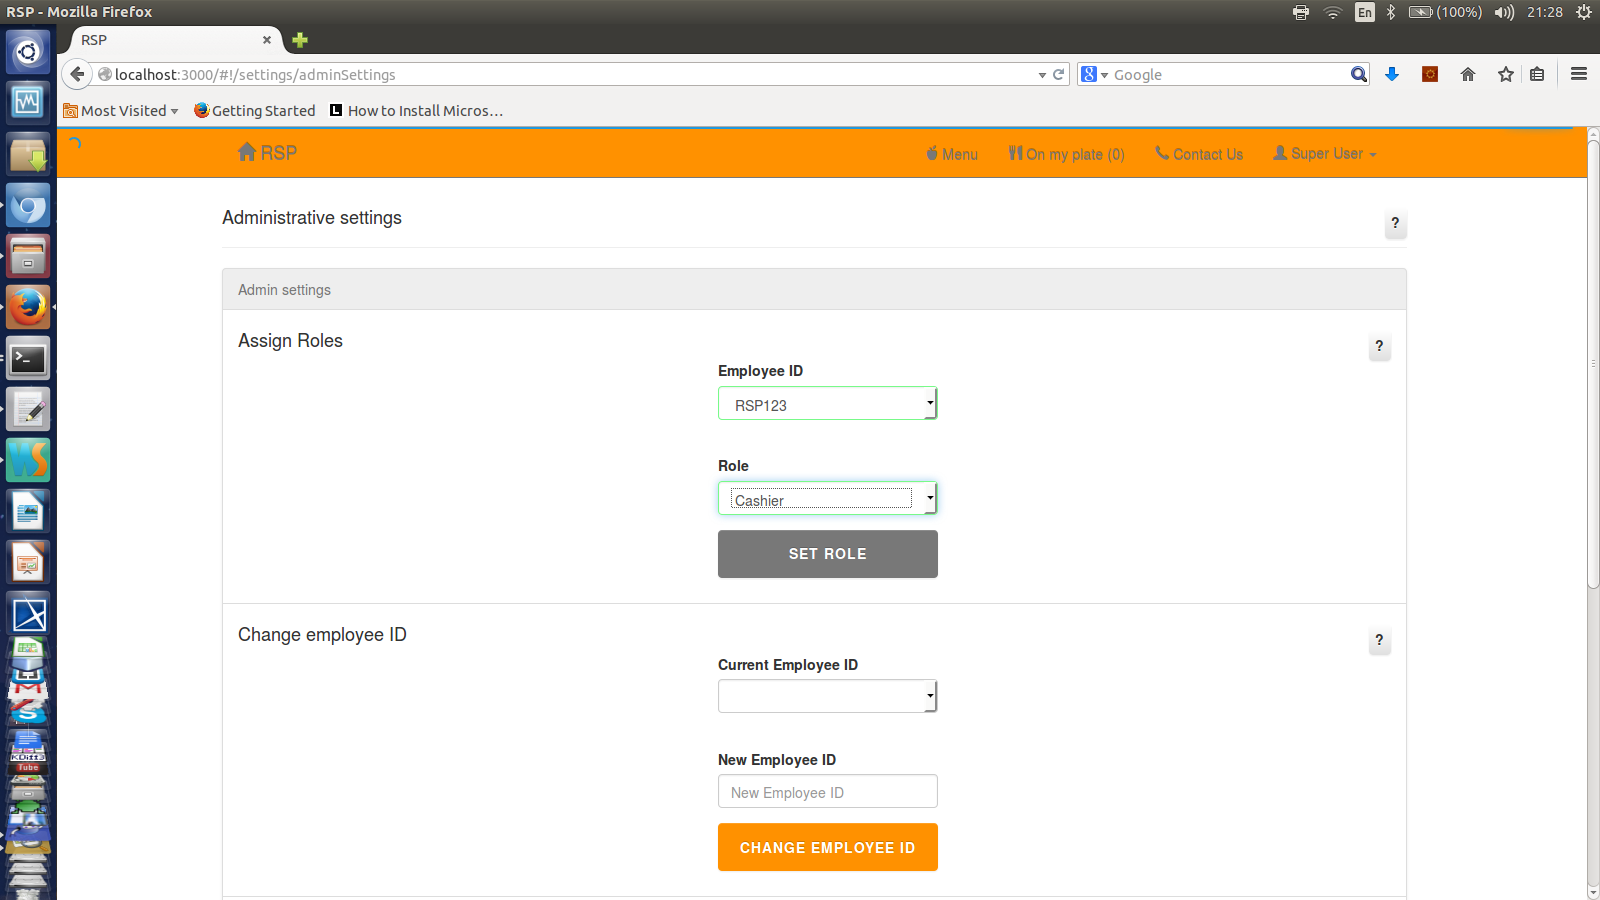 RSP - Mozilla Firefox
En
(100%)
21:28
RSP
localhost:3000/#!/settings/adminSettings
Google
Most Visited
Getting Started
How to Install Micros...
RSP
Menu
On my plate (0)
Contact Us
Super User
Administrative settings
?
Admin settings
Assign Roles
?
Employee ID
RSP123
Role
Cashier
SET ROLE
Change employee ID
?
Current Employee ID
New Employee ID
New Employee ID
CHANGE EMPLOYEE ID
KDiff3
Tube